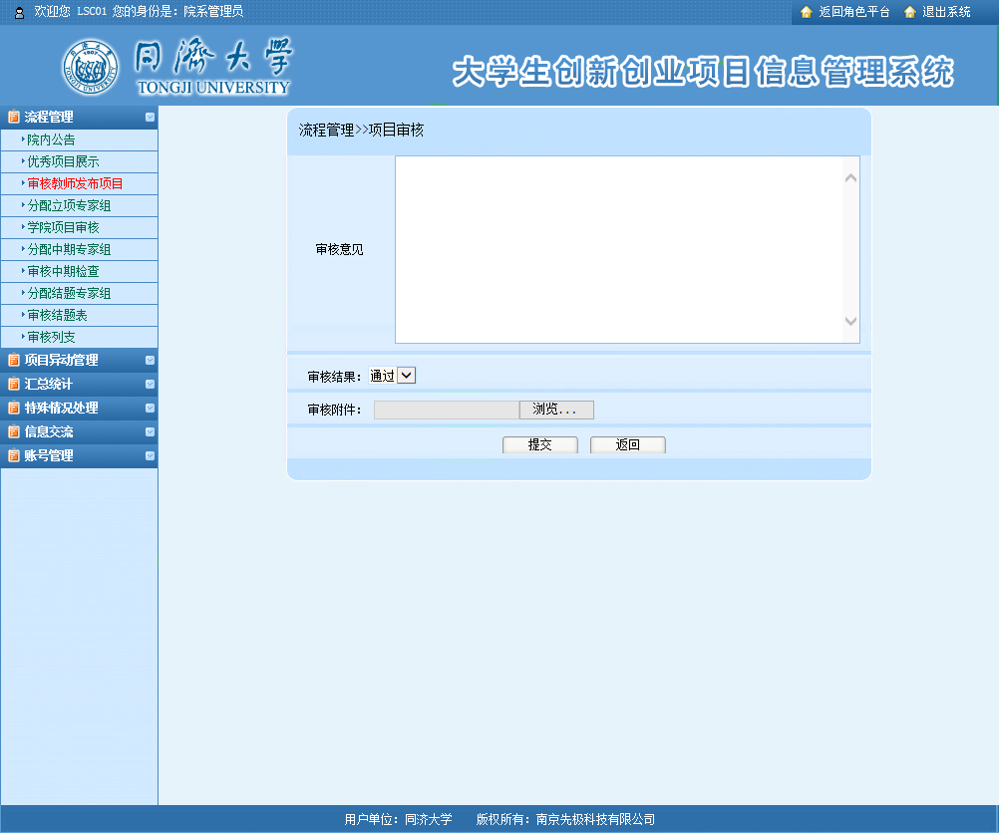 欢迎您 LSC01 您的身份是：院系管理员
返回角色平台
退出系统
同濟大學
TONGJI UNIVERSITY
大学生创新创业项目信息管理系统
流程管理
院内公告
优秀项目展示
审核教师发布项目
分配立项专家组
学院项目审核
分配中期专家组
审核中期检查
分配结题专家组
审核结题表
审核列支
项目异动管理
汇总统计
特殊情况处理
信息交流
账号管理
流程管理>>项目审核
审核意见
审核结果：通过
审核附件：浏览...
提交
返回
用户单位：同济大学 版权所有：南京先极科技有限公司